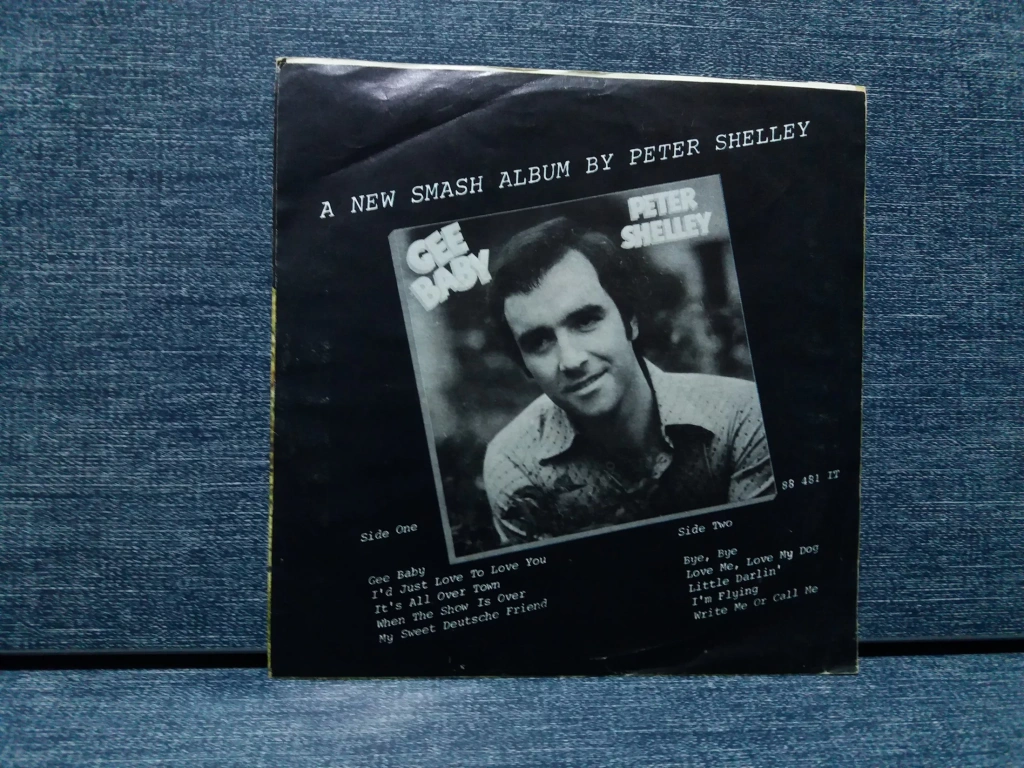 A NEW SMASH ALBUM BY PETER SHELLEY
GEE
BABY
PETER
SHELLEY
88 481 IT
Side One
Gee Baby
I'd Just Love To Love You
It's All Over Town
When The Show Is Over
My Sweet Deutsche Friend
Side Two
Bye, Bye
Love Me, Love My Dog
Little Darlin'
I'm Flying
Write Me Or Call Me